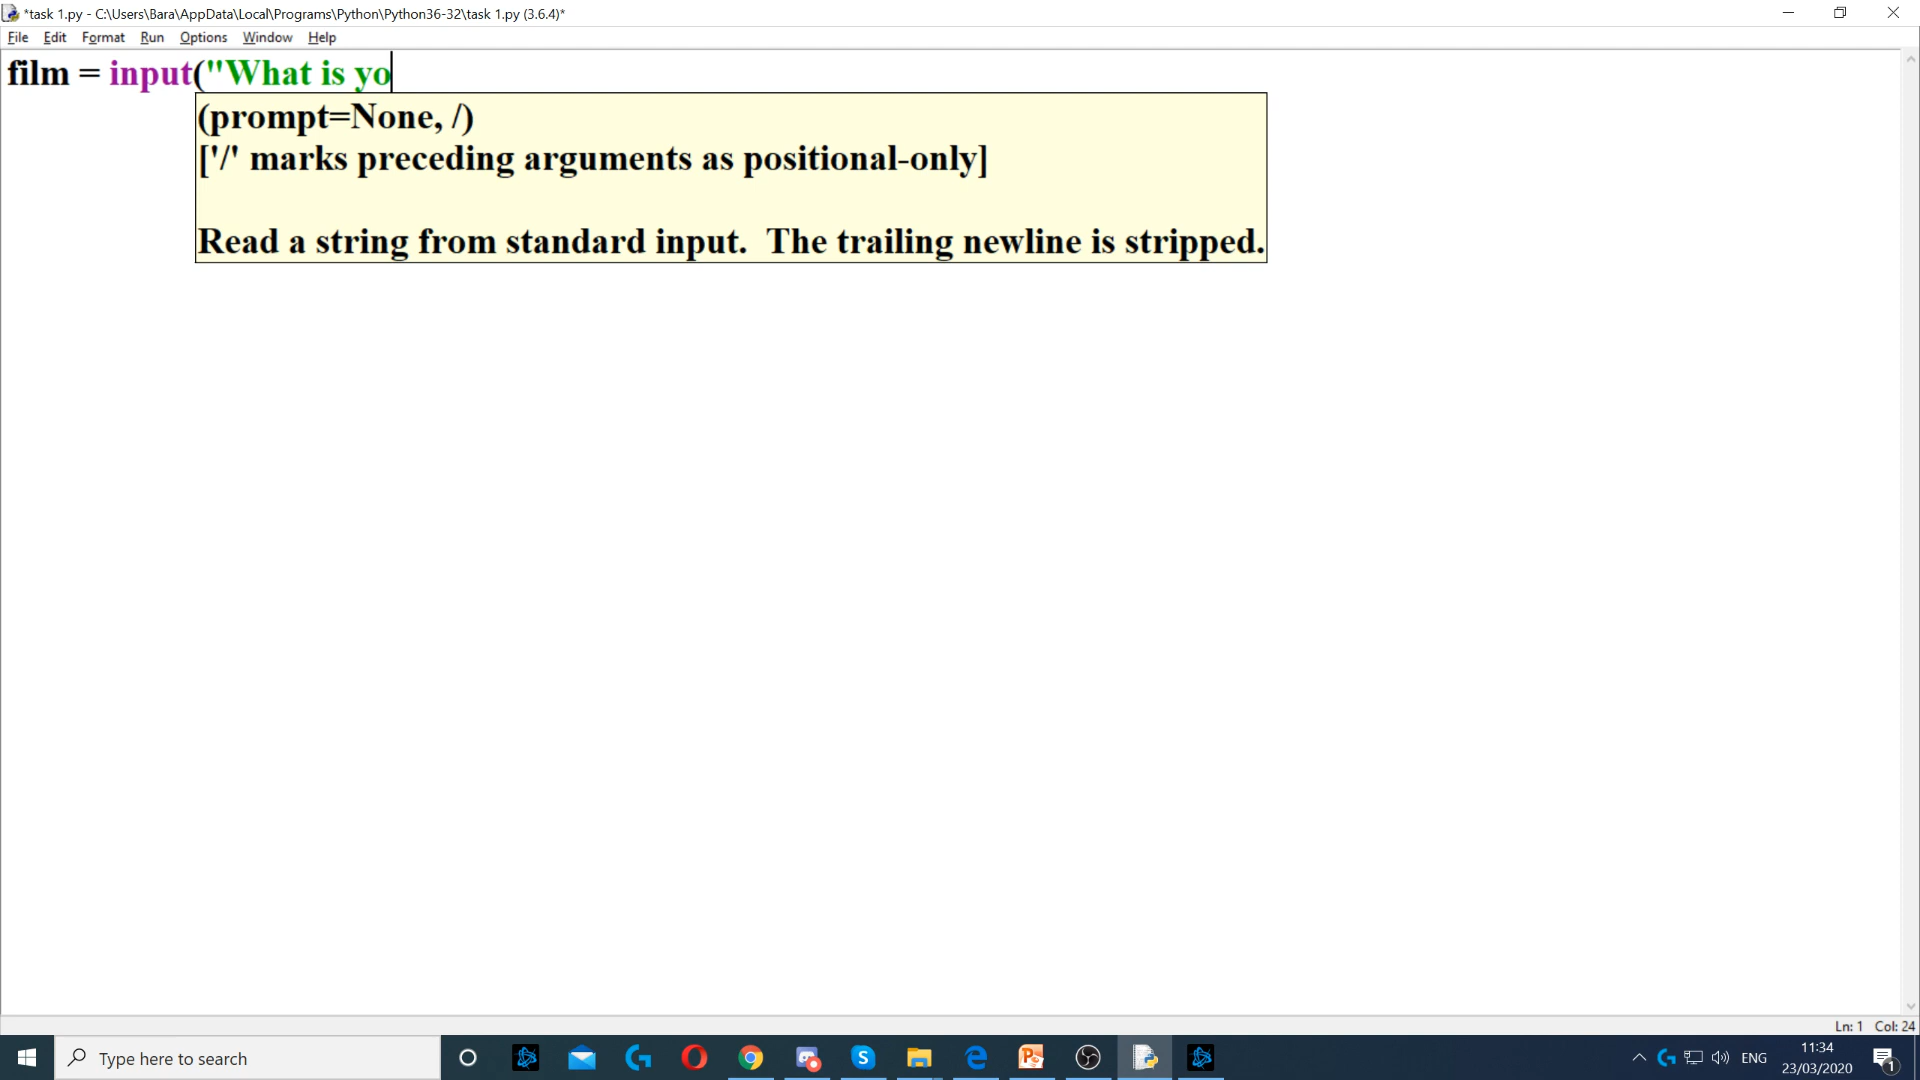 *task 1.py - C:\Users\Bara\AppData\Local\Programs\Python\Python36-32\task 1.py (3.6.4)*
File Edit Format Run Options Window Help
film = input("What is yo
(prompt=None, /)
['/' marks preceding arguments as positional-only]
Read a string from standard input.  The trailing newline is stripped.
Ln: 1 Col: 24
Type here to search
ENG
11:34
23/03/2020
1